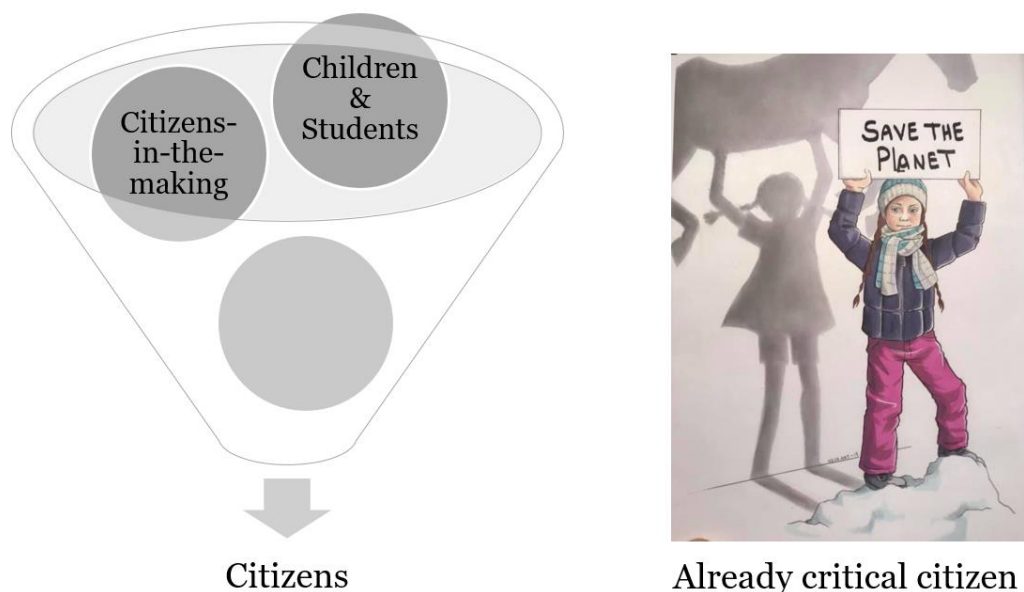 Children
&
Students
Citizens-
in-the-
making
Citizens
SAVE THE
PLANET
Already critical citizen